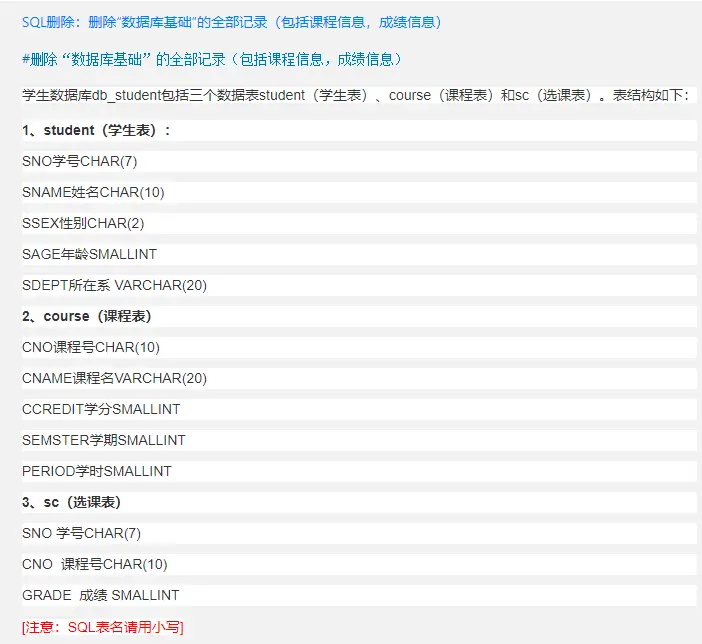 SQL删除：删除“数据库基础”的全部记录（包括课程信息，成绩信息）
#删除“数据库基础”的全部记录（包括课程信息，成绩信息）
学生数据库db_student包括三个数据表student（学生表）、course（课程表）和sc（选课表）。表结构如下：
1、student（学生表）：
SNO学号CHAR(7)
SNAME姓名CHAR(10)
SSEX性别CHAR(2)
SAGE年龄SMALLINT
SDEPT所在系 VARCHAR(20)
2、course（课程表）
CNO课程号CHAR(10)
CNAME课程名VARCHAR(20)
CCREDIT学分SMALLINT
SEMSTER学期SMALLINT
PERIOD学时SMALLINT
3、sc（选课表）
SNO 学号CHAR(7)
CNO  课程号CHAR(10)
GRADE  成绩 SMALLINT
[注意：SQL表名请用小写]